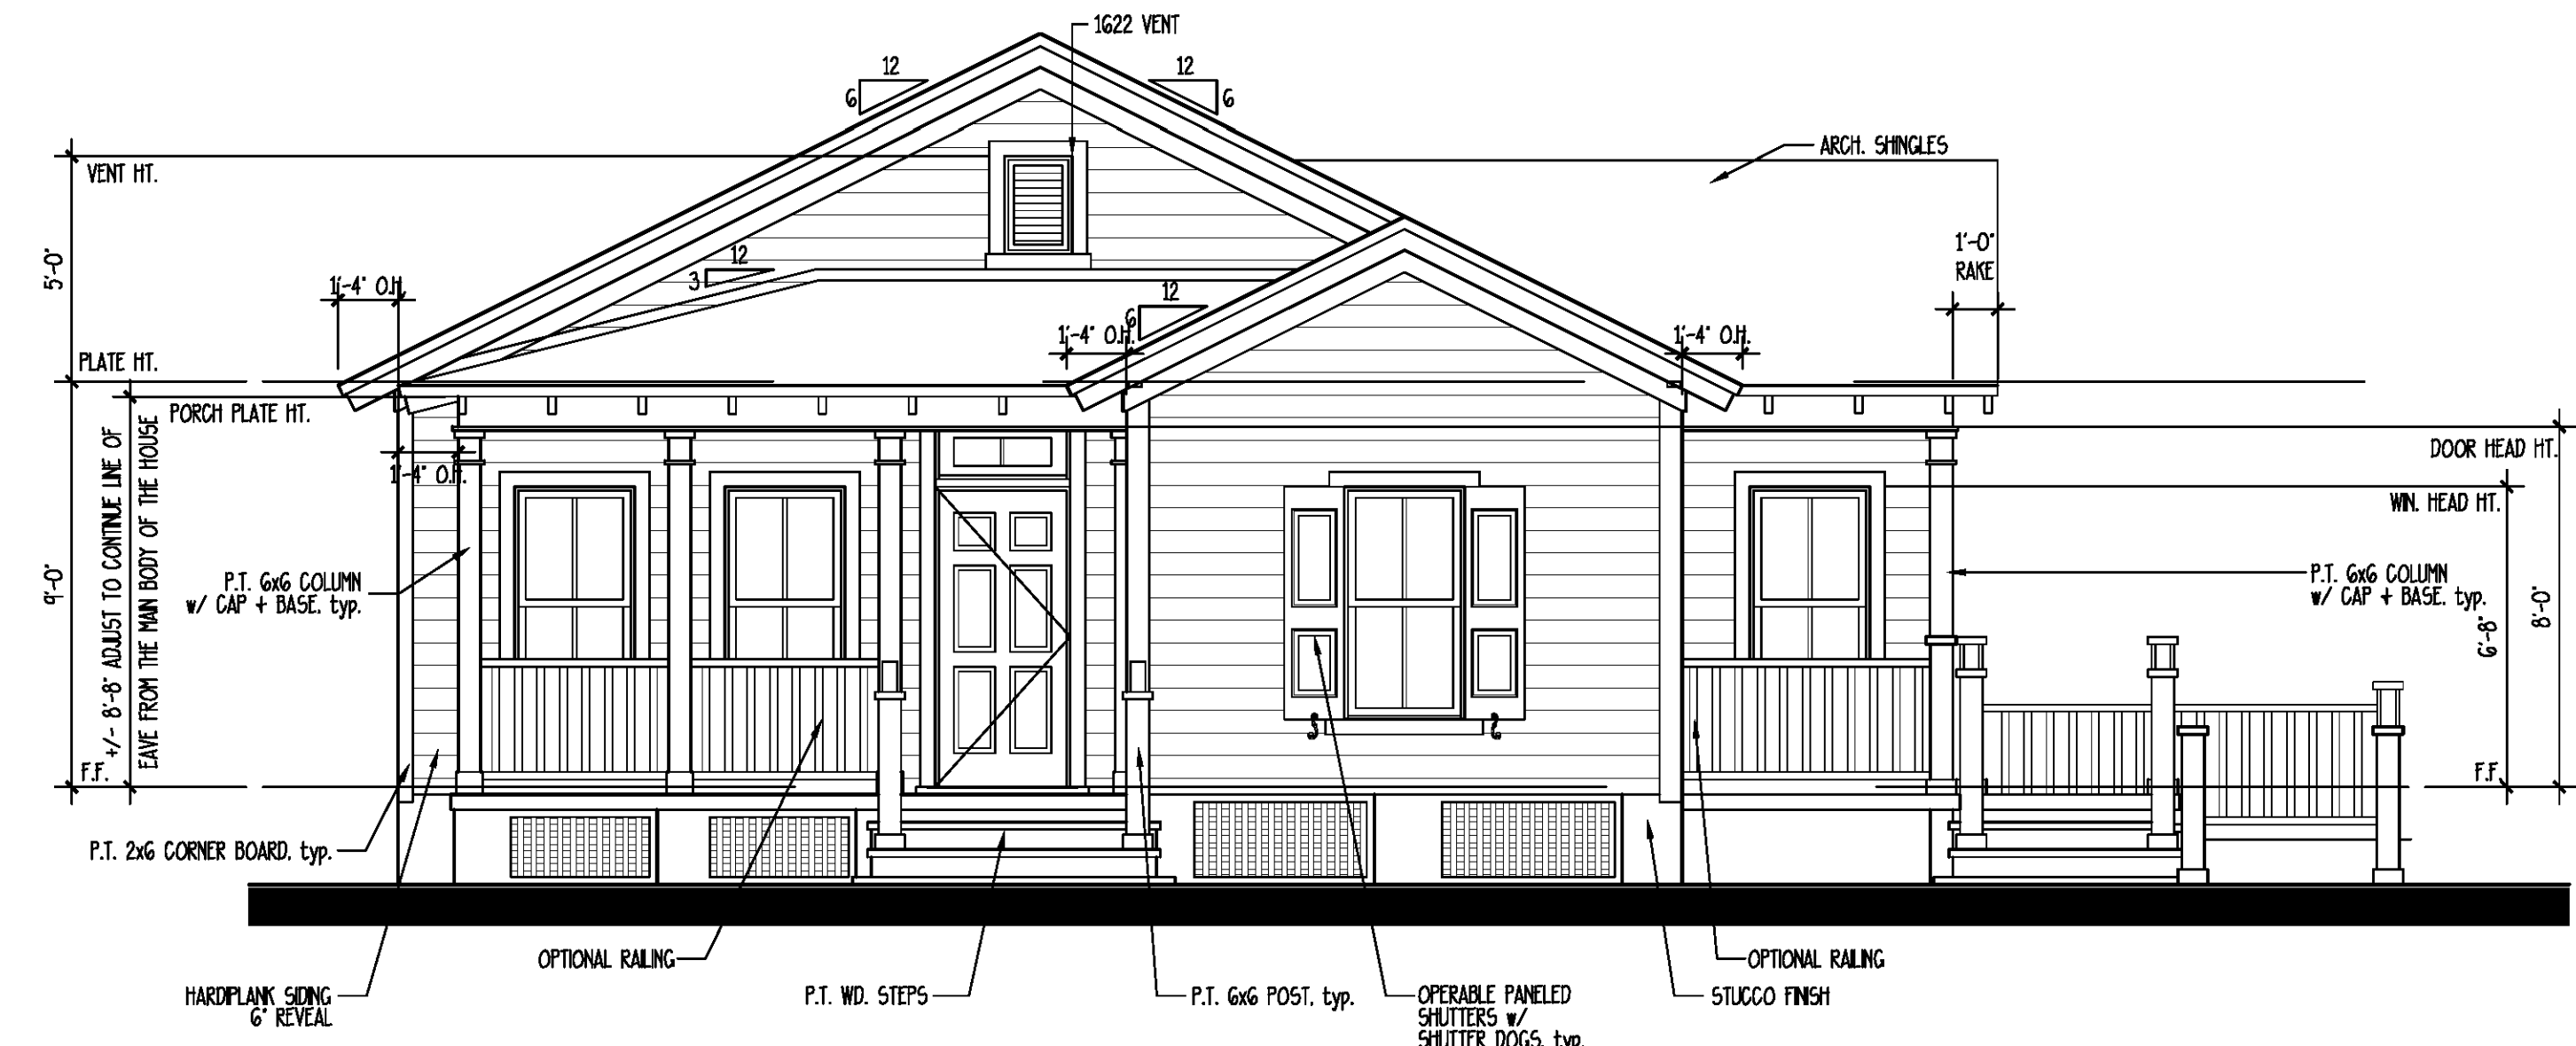 1622 VENT
12
6
12
6
ARCH. SHINGLES
VENT HT.
5'-0"
1'-4" O.H.
12
3
12
6
1'-4" O.H.
1'-4" O.H.
1'-0"
RAKE
PLATE HT.
PORCH PLATE HT.
+/- 8'-8" ADJUST TO CONTINUE LINE OF
EAVE FROM THE MAIN BODY OF THE HOUSE
1'-4" O.H.
DOOR HEAD HT.
WIN. HEAD HT.
9'-0"
P.T. 6x6 COLUMN
w/ CAP + BASE, typ.
P.T. 6x6 COLUMN
w/ CAP + BASE, typ.
6'-8"
8'-0"
F.F.
F.F
P.T. 2x6 CORNER BOARD, typ.
OPTIONAL RAILING
OPTIONAL RAILING
HARDIPLANK SIDING
6" REVEAL
P.T. WD. STEPS
P.T. 6x6 POST, typ.
OPERABLE PANELED
SHUTTERS w/
SHUTTER DOGS, typ.
STUCCO FINISH